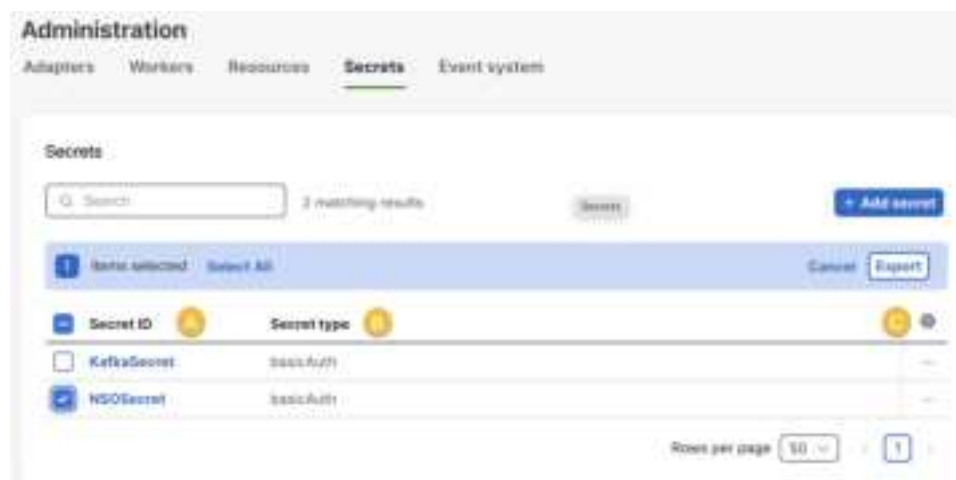 Administration
Adapters Workers Resources Secrets Event system
Secrets
Search 2 matching results Secrets + Add secret
1 items selected Select All Cancel Export
Secret ID A Secret type B C
KafkaSecret basicAuth
NSOSecret basicAuth
Rows per page 50 1